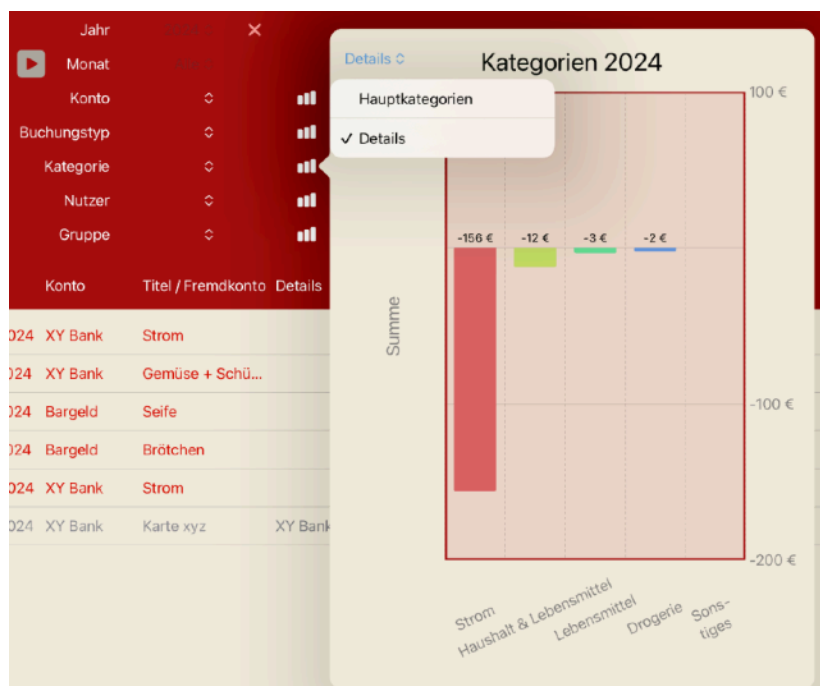 Jahr
Monat
Konto
Buchungstyp
Kategorie
Nutzer
Gruppe
Konto Titel / Fremdkonto Details
024 XY Bank Strom
024 XY Bank Gemüse + Schü...
024 Bargeld Seife
024 Bargeld Brötchen
024 XY Bank Strom
024 XY Bank Karte xyz XY Bank
Details
Kategorien 2024
Hauptkategorien
✓ Details
100 €
-156 € -12 € -3 € -2 €
Summe
-100 €
-200 €
Strom
Haushalt & Lebensmittel
Lebensmittel
Drogerie
Sons-
tiges